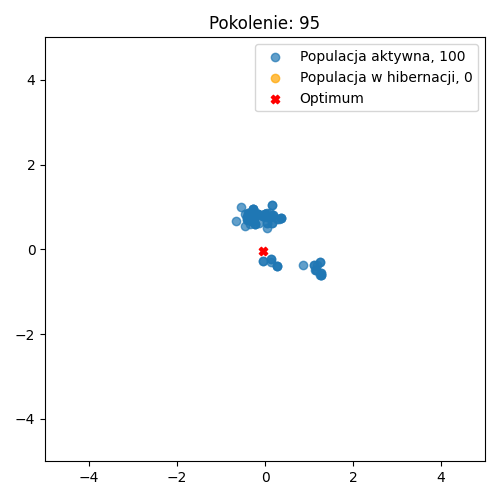 Pokolenie: 95
Populacja aktywna, 100
Populacja w hibernacji, 0
Optimum
4
2
0
−2
−4
−4 −2 0 2 4